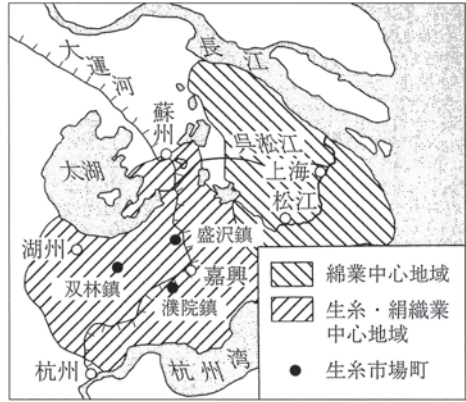 長江
大運河
蘇州
呉淞江
上海
太湖
松江
湖州
盛沢鎮
双林鎮
嘉興
濮院鎮
杭州
杭州湾
綿業中心地域
生糸・絹織業
中心地域
生糸市場町